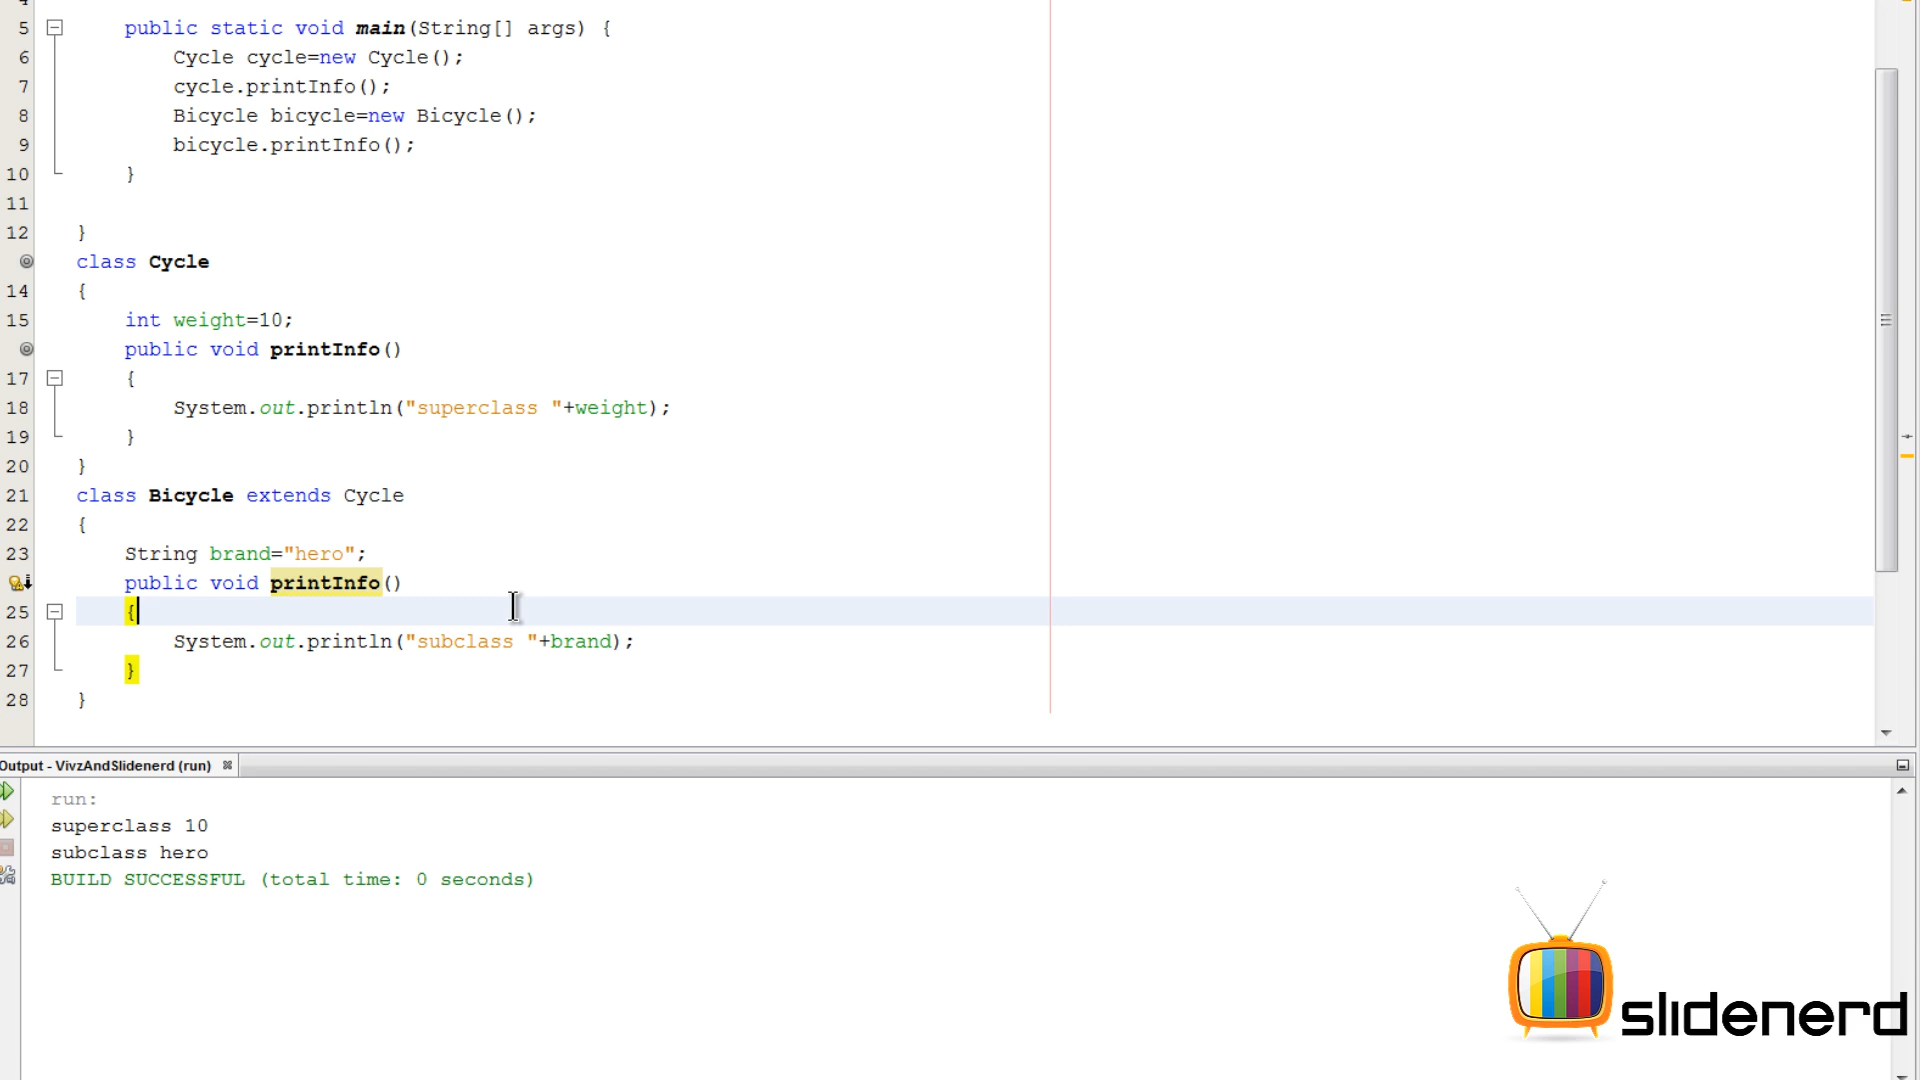 5 public static void main(String[] args) {
6 Cycle cycle=new Cycle();
7 cycle.printInfo();
8 Bicycle bicycle=new Bicycle();
9 bicycle.printInfo();
10 }
11
12 }
class Cycle
14 {
15 int weight=10;
public void printInfo()
17 {
18 System.out.println("superclass "+weight);
19 }
20 }
21 class Bicycle extends Cycle
22 {
23 String brand="hero";
public void printInfo()
25 {
26 System.out.println("subclass "+brand);
27 }
28 }
Output - VivzAndSlidenerd (run)
run:
superclass 10
subclass hero
BUILD SUCCESSFUL (total time: 0 seconds)
slidenerd